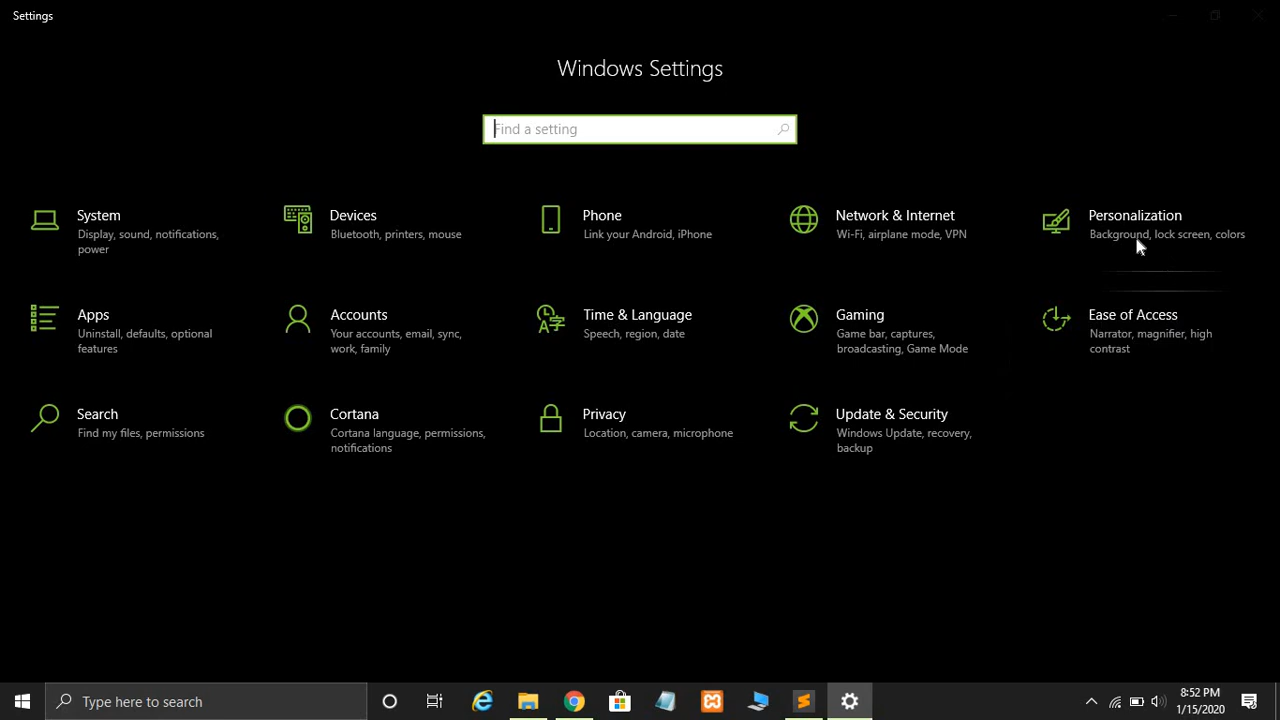 Settings
Windows Settings
Find a setting
System
Display, sound, notifications,
power
Devices
Bluetooth, printers, mouse
Phone
Link your Android, iPhone
Network & Internet
Wi-Fi, airplane mode, VPN
Personalization
Background, lock screen, colors
Apps
Uninstall, defaults, optional
features
Accounts
Your accounts, email, sync,
work, family
Time & Language
Speech, region, date
Gaming
Game bar, captures,
broadcasting, Game Mode
Ease of Access
Narrator, magnifier, high
contrast
Search
Find my files, permissions
Cortana
Cortana language, permissions,
notifications
Privacy
Location, camera, microphone
Update & Security
Windows Update, recovery,
backup
Type here to search
8:52 PM
1/15/2020